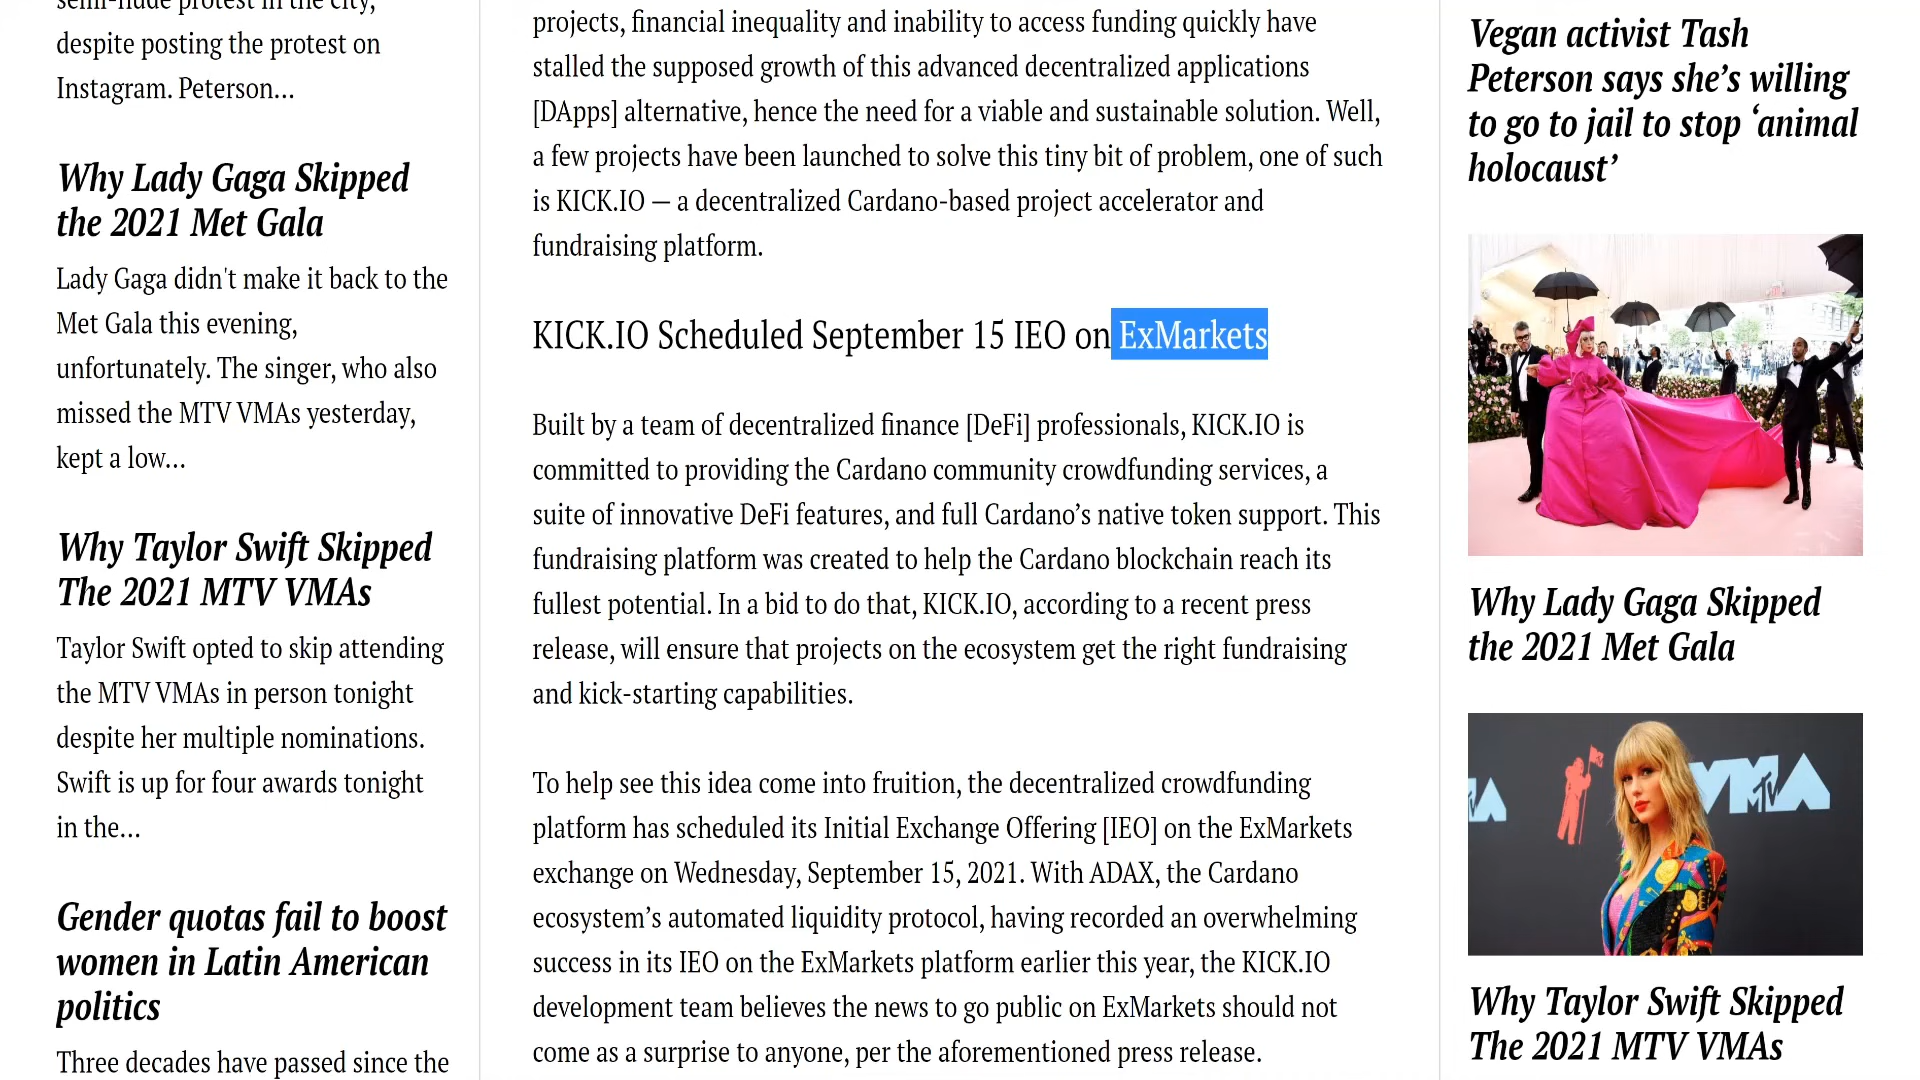 semi-nude protest in the city,
despite posting the protest on
Instagram. Peterson...
Why Lady Gaga Skipped
the 2021 Met Gala
Lady Gaga didn't make it back to the
Met Gala this evening,
unfortunately. The singer, who also
missed the MTV VMAs yesterday,
kept a low...
Why Taylor Swift Skipped
The 2021 MTV VMAs
Taylor Swift opted to skip attending
the MTV VMAs in person tonight
despite her multiple nominations.
Swift is up for four awards tonight
in the...
Gender quotas fail to boost
women in Latin American
politics
Three decades have passed since the
projects, financial inequality and inability to access funding quickly have
stalled the supposed growth of this advanced decentralized applications
[DApps] alternative, hence the need for a viable and sustainable solution. Well,
a few projects have been launched to solve this tiny bit of problem, one of such
is KICK.IO — a decentralized Cardano-based project accelerator and
fundraising platform.
KICK.IO Scheduled September 15 IEO on ExMarkets
Built by a team of decentralized finance [DeFi] professionals, KICK.IO is
committed to providing the Cardano community crowdfunding services, a
suite of innovative DeFi features, and full Cardano’s native token support. This
fundraising platform was created to help the Cardano blockchain reach its
fullest potential. In a bid to do that, KICK.IO, according to a recent press
release, will ensure that projects on the ecosystem get the right fundraising
and kick-starting capabilities.
To help see this idea come into fruition, the decentralized crowdfunding
platform has scheduled its Initial Exchange Offering [IEO] on the ExMarkets
exchange on Wednesday, September 15, 2021. With ADAX, the Cardano
ecosystem’s automated liquidity protocol, having recorded an overwhelming
success in its IEO on the ExMarkets platform earlier this year, the KICK.IO
development team believes the news to go public on ExMarkets should not
come as a surprise to anyone, per the aforementioned press release.
Vegan activist Tash
Peterson says she’s willing
to go to jail to stop ‘animal
holocaust’
Why Lady Gaga Skipped
the 2021 Met Gala
VMA
Why Taylor Swift Skipped
The 2021 MTV VMAs